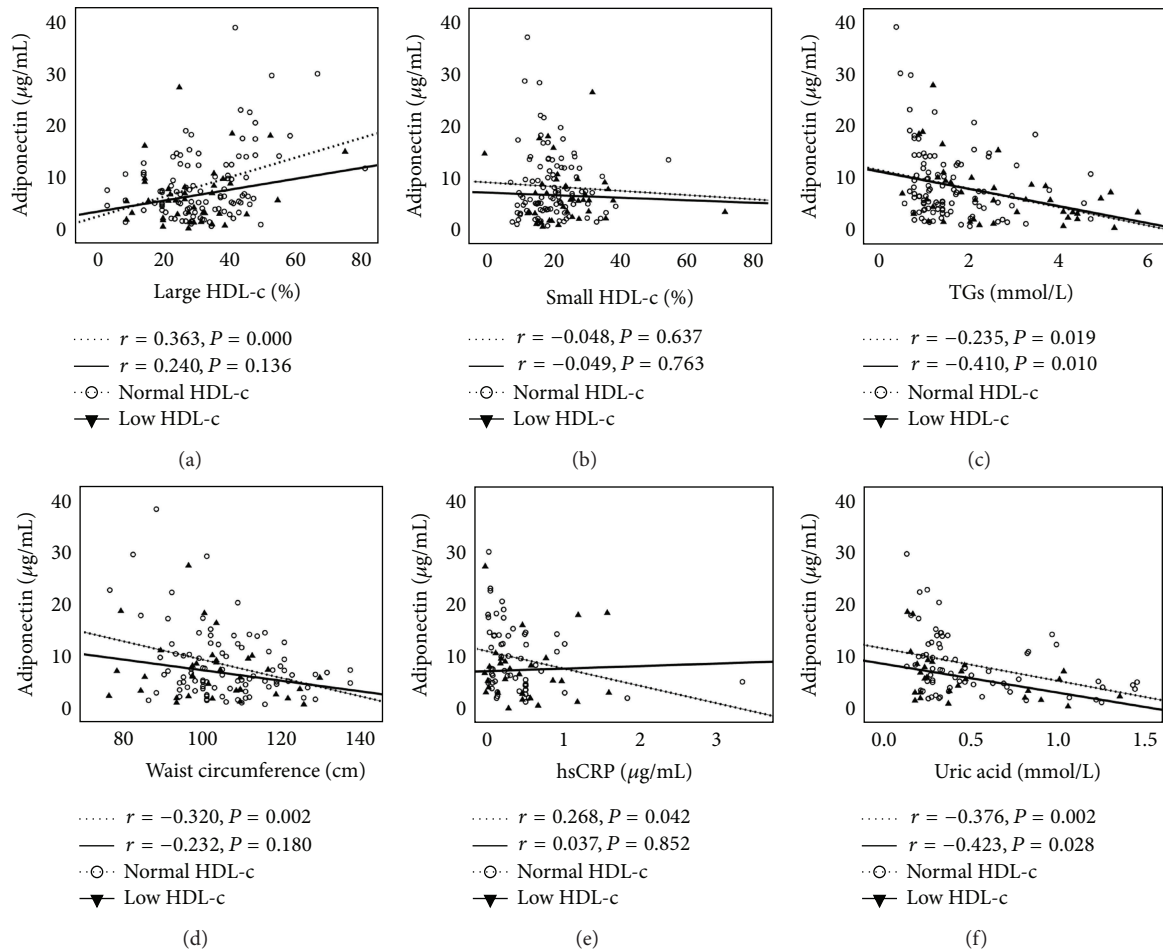 Adiponectin (μg/mL)
40
30
20
10
0
0 20 40 60 80
Large HDL-c (%)
r = 0.363, P = 0.000
r = 0.240, P = 0.136
Normal HDL-c
Low HDL-c
(a)
Adiponectin (μg/mL)
40
30
20
10
0
0 20 40 60 80
Small HDL-c (%)
r = −0.048, P = 0.637
r = −0.049, P = 0.763
Normal HDL-c
Low HDL-c
(b)
Adiponectin (μg/mL)
40
30
20
10
0
0 2 4 6
TGs (mmol/L)
r = −0.235, P = 0.019
r = −0.410, P = 0.010
Normal HDL-c
Low HDL-c
(c)
Adiponectin (μg/mL)
40
30
20
10
0
80 100 120 140
Waist circumference (cm)
r = −0.320, P = 0.002
r = −0.232, P = 0.180
Normal HDL-c
Low HDL-c
(d)
Adiponectin (μg/mL)
40
30
20
10
0
0 1 2 3
hsCRP (μg/mL)
r = 0.268, P = 0.042
r = 0.037, P = 0.852
Normal HDL-c
Low HDL-c
(e)
Adiponectin (μg/mL)
40
30
20
10
0
0.0 0.5 1.0 1.5
Uric acid (mmol/L)
r = −0.376, P = 0.002
r = −0.423, P = 0.028
Normal HDL-c
Low HDL-c
(f)